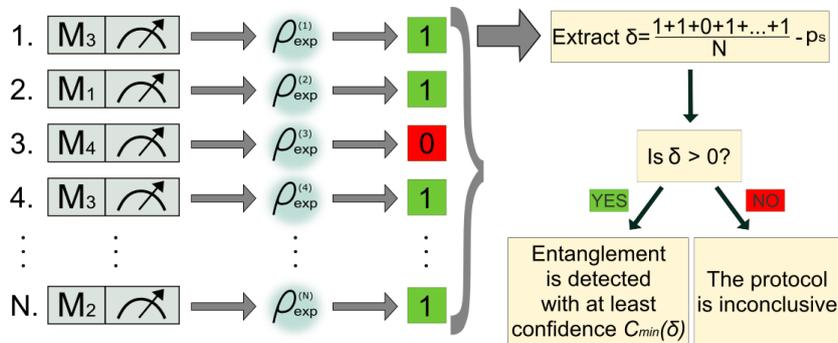 1. M₃ ρexp⁽¹⁾ 1
2. M₁ ρexp⁽²⁾ 1
3. M₄ ρexp⁽³⁾ 0
4. M₃ ρexp⁽⁴⁾ 1
N. M₂ ρexp⁽ᴺ⁾ 1
Extract δ=(1+1+0+1+...+1)/N - pₛ
Is δ > 0?
YES
NO
Entanglement
is detected
with at least
confidence Cmin(δ)
The protocol
is inconclusive